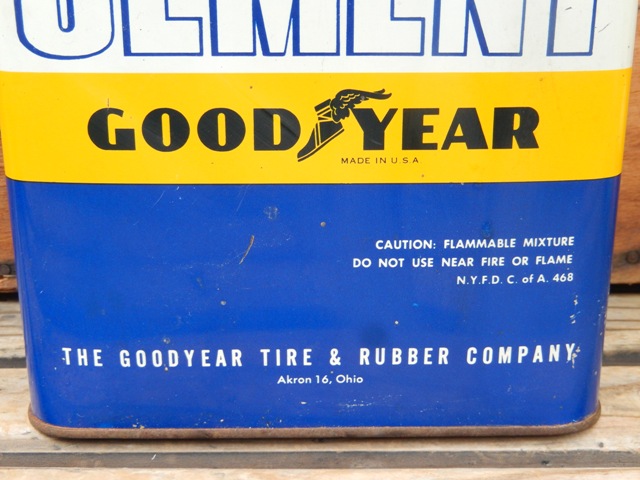 CEMENT
GOOD YEAR
MADE IN U.S.A
CAUTION: FLAMMABLE MIXTURE
DO NOT USE NEAR FIRE OR FLAME
N.Y.F.D. C. of A. 468
THE GOODYEAR TIRE & RUBBER COMPANY
Akron 16, Ohio